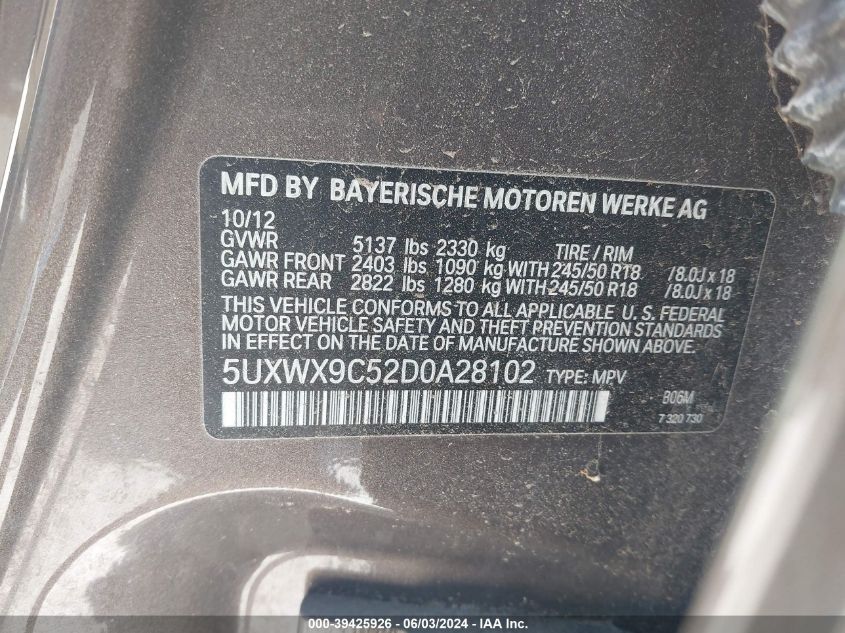 MFD BY BAYERISCHE MOTOREN WERKE AG
10/12
GVWR 5137 lbs 2330 kg TIRE / RIM
GAWR FRONT 2403 lbs 1090 kg WITH 245/50 R18 /8.0J x 18
GAWR REAR 2822 lbs 1280 kg WITH 245/50 R18 /8.0J x 18
THIS VEHICLE CONFORMS TO ALL APPLICABLE U. S. FEDERAL
MOTOR VEHICLE SAFETY AND THEFT PREVENTION STANDARDS
IN EFFECT ON THE DATE OF MANUFACTURE SHOWN ABOVE.
5UXWX9C52D0A28102 TYPE: MPV
B06M
7 320 730
000-39425926 - 06/03/2024 - IAA Inc.